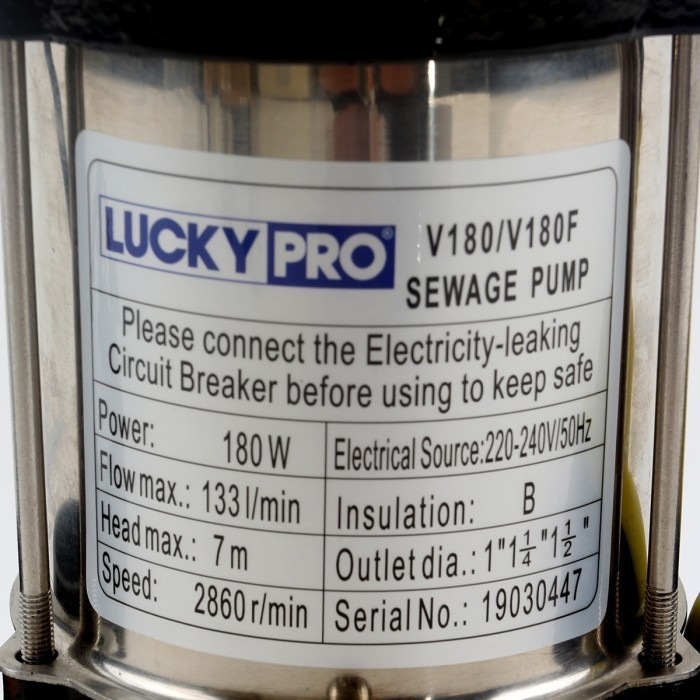 LUCKY PRO®
V180/V180F
SEWAGE PUMP
Please connect the Electricity-leaking
Circuit Breaker before using to keep safe
Power: 180W
Electrical Source:220-240V/50Hz
Flow max.: 133 l/min
Insulation: B
Head max.: 7 m
Outlet dia.: 1"1¼"1½"
Speed: 2860 r/min
Serial No.: 19030447